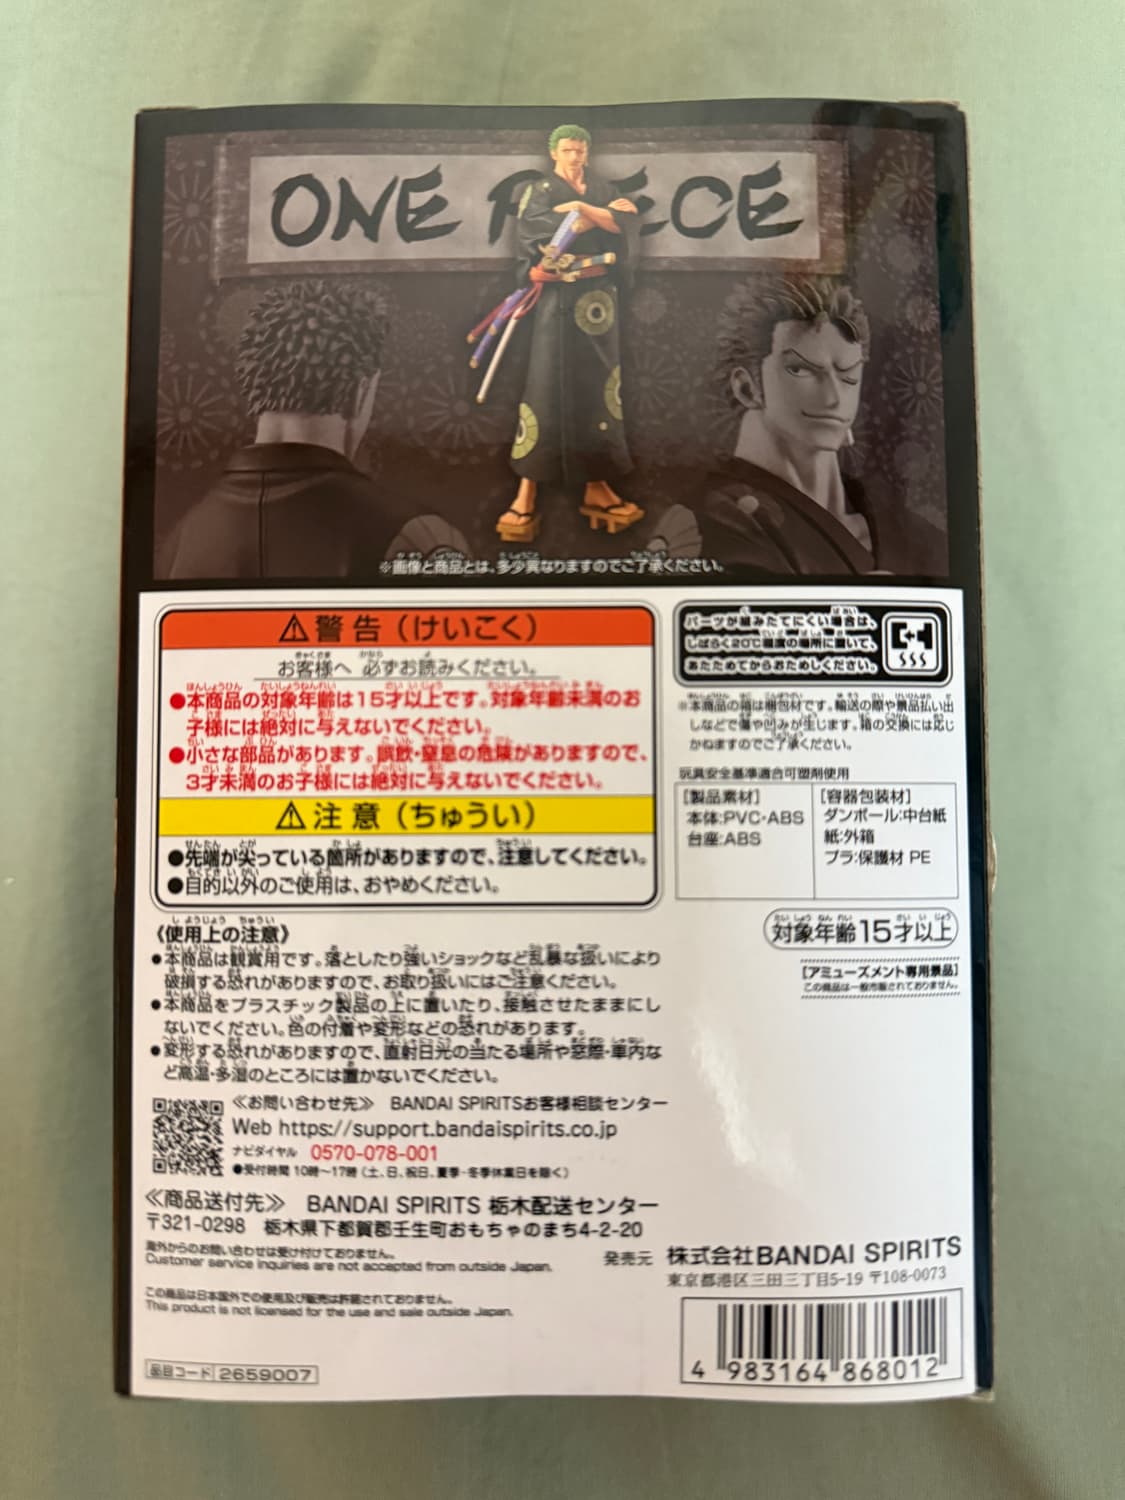 ONE PIECE
※画像と商品とは、多少異なりますのでご了承ください。
⚠警告（けいこく）
お客様へ 必ずお読みください。
●本商品の対象年齢は15才以上です。対象年齢未満のお
子様には絶対に与えないでください。
●小さな部品があります。誤飲・窒息の危険がありますので、
3才未満のお子様には絶対に与えないでください。
⚠注意（ちゅうい）
●先端が尖っている箇所がありますので、注意してください。
●目的以外のご使用は、おやめください。
パーツが組みたてにくい場合は、
しばらく20℃程度の場所に置いて、
あたためてからおためしください。
※本商品の箱は梱包材です。輸送の際や景品払い出
しなどで傷や凹みが生じます。箱の交換には応じ
かねますのでご了承ください。
玩具安全基準適合可塑剤使用
[製品素材]
本体:PVC・ABS
台座:ABS
[容器包装材]
ダンボール:中台紙
紙:外箱
プラ:保護材 PE
対象年齢15才以上
[アミューズメント専用景品]
この商品は一般市販されておりません。
《使用上の注意》
●本商品は観賞用です。落としたり強いショックなど乱暴な扱いにより
破損する恐れがありますので、お取り扱いにはご注意ください。
●本商品をプラスチック製品の上に置いたり、接触させたままにし
ないでください。色の付着や変形などの恐れがあります。
●変形する恐れがありますので、直射日光の当たる場所や窓際・車内な
ど高温・多湿のところには置かないでください。
≪お問い合わせ先≫ BANDAI SPIRITSお客様相談センター
Web https://support.bandaispirits.co.jp
ナビダイヤル 0570-078-001
●受付時間 10時～17時（土、日、祝日、夏季・冬季休業日を除く）
≪商品送付先≫ BANDAI SPIRITS 栃木配送センター
〒321-0298 栃木県下都賀郡壬生町おもちゃのまち4-2-20
海外からのお問い合わせは受け付けておりません。
Customer service inquiries are not accepted from outside Japan.
この商品は日本国外での使用及び販売は許諾されておりません。
This product is not licensed for the use and sale outside Japan.
発売元 株式会社BANDAI SPIRITS
東京都港区三田三丁目5-19 〒108-0073
品目コード 2659007
4 983164 868012